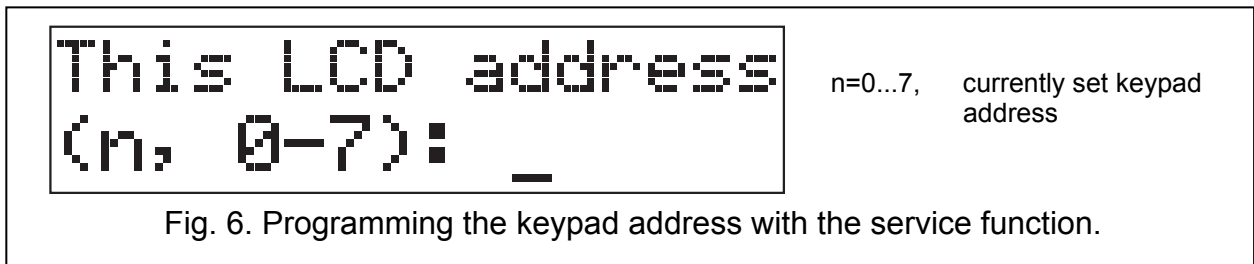 This LCD address
(n, 0-7): _
n=0...7, currently set keypad
address
Fig. 6. Programming the keypad address with the service function.